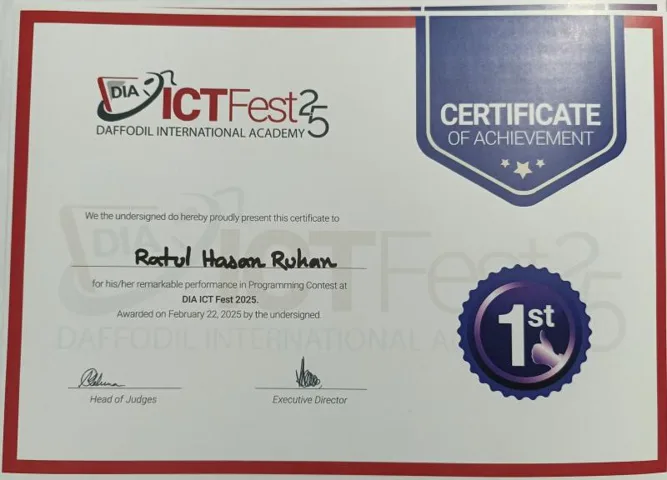 DIA ICTFest 25
DAFFODIL INTERNATIONAL ACADEMY
CERTIFICATE
OF ACHIEVEMENT
We the undersigned do hereby proudly present this certificate to
Ratul Hasan Ruhan
for his/her remarkable performance in Programming Contest at
DIA ICT Fest 2025.
Awarded on February 22, 2025 by the undersigned.
1st
Head of Judges
Executive Director